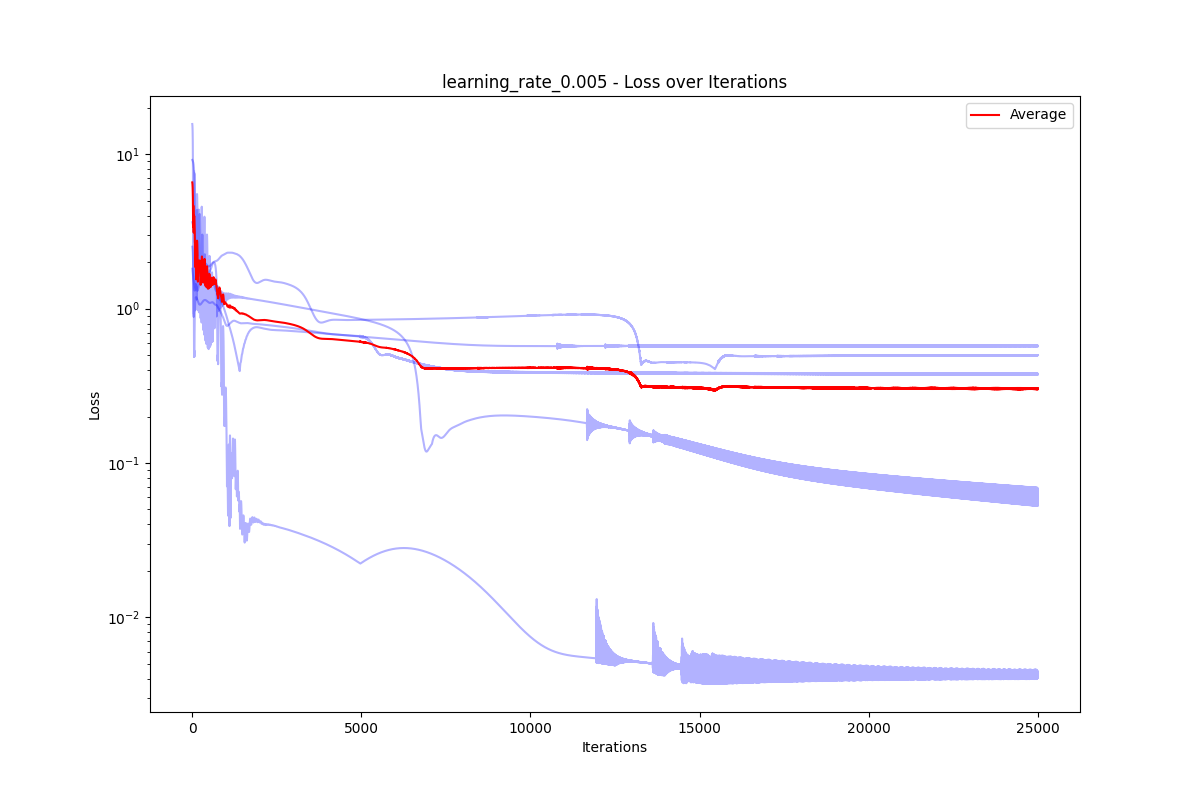 learning_rate_0.005 - Loss over Iterations
Average
10¹
10⁰
10⁻¹
10⁻²
Loss
0 5000 10000 15000 20000 25000
Iterations